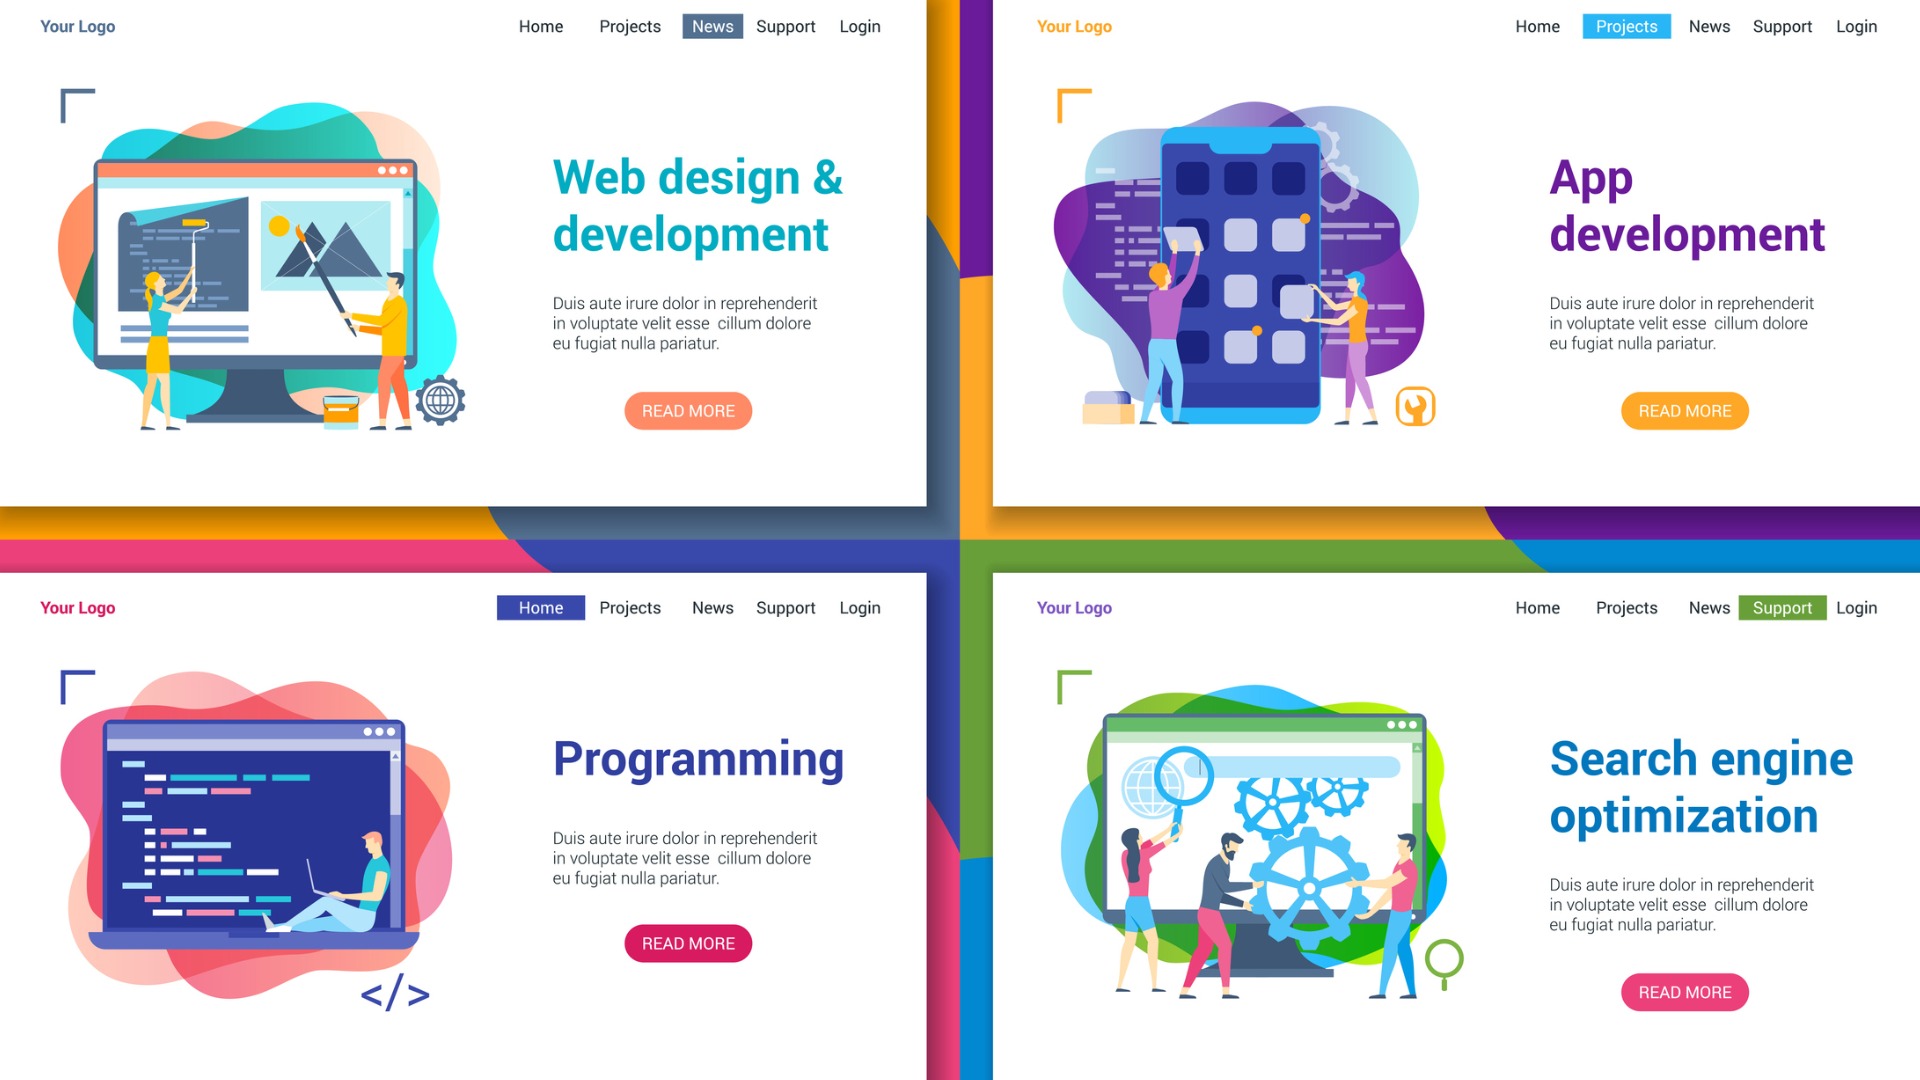 Your Logo
Home Projects News Support Login
Web design &
development
Duis aute irure dolor in reprehenderit
in voluptate velit esse cillum dolore
eu fugiat nulla pariatur.
READ MORE
Your Logo
Home Projects News Support Login
App
development
Duis aute irure dolor in reprehenderit
in voluptate velit esse cillum dolore
eu fugiat nulla pariatur.
READ MORE
Your Logo
Home Projects News Support Login
Programming
Duis aute irure dolor in reprehenderit
in voluptate velit esse cillum dolore
eu fugiat nulla pariatur.
READ MORE
</>
Your Logo
Home Projects News Support Login
Search engine
optimization
Duis aute irure dolor in reprehenderit
in voluptate velit esse cillum dolore
eu fugiat nulla pariatur.
READ MORE